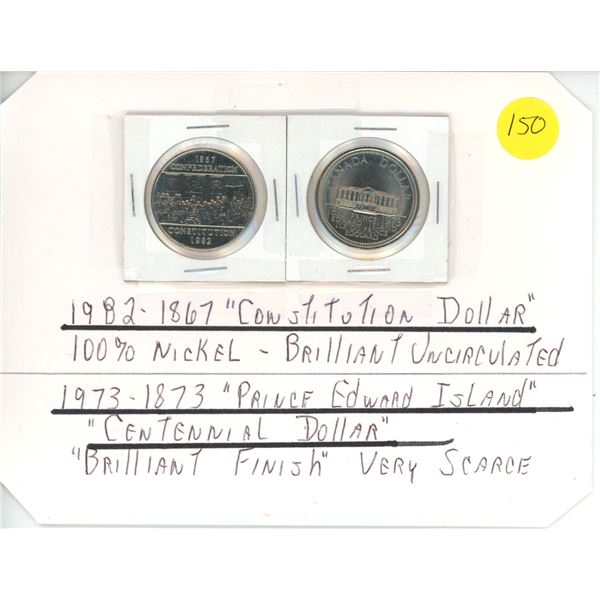 150
1867
CONFEDERATION
CONSTITUTION
1982
CANADA DOLLAR
1982-1867 "CONSTITUTION DOLLAR"
100% NICKEL - BRILLIANT UNCIRCULATED
1973-1873 "PRINCE EDWARD ISLAND"
"CENTENNIAL DOLLAR"
"BRILLIANT FINISH" VERY SCARCE